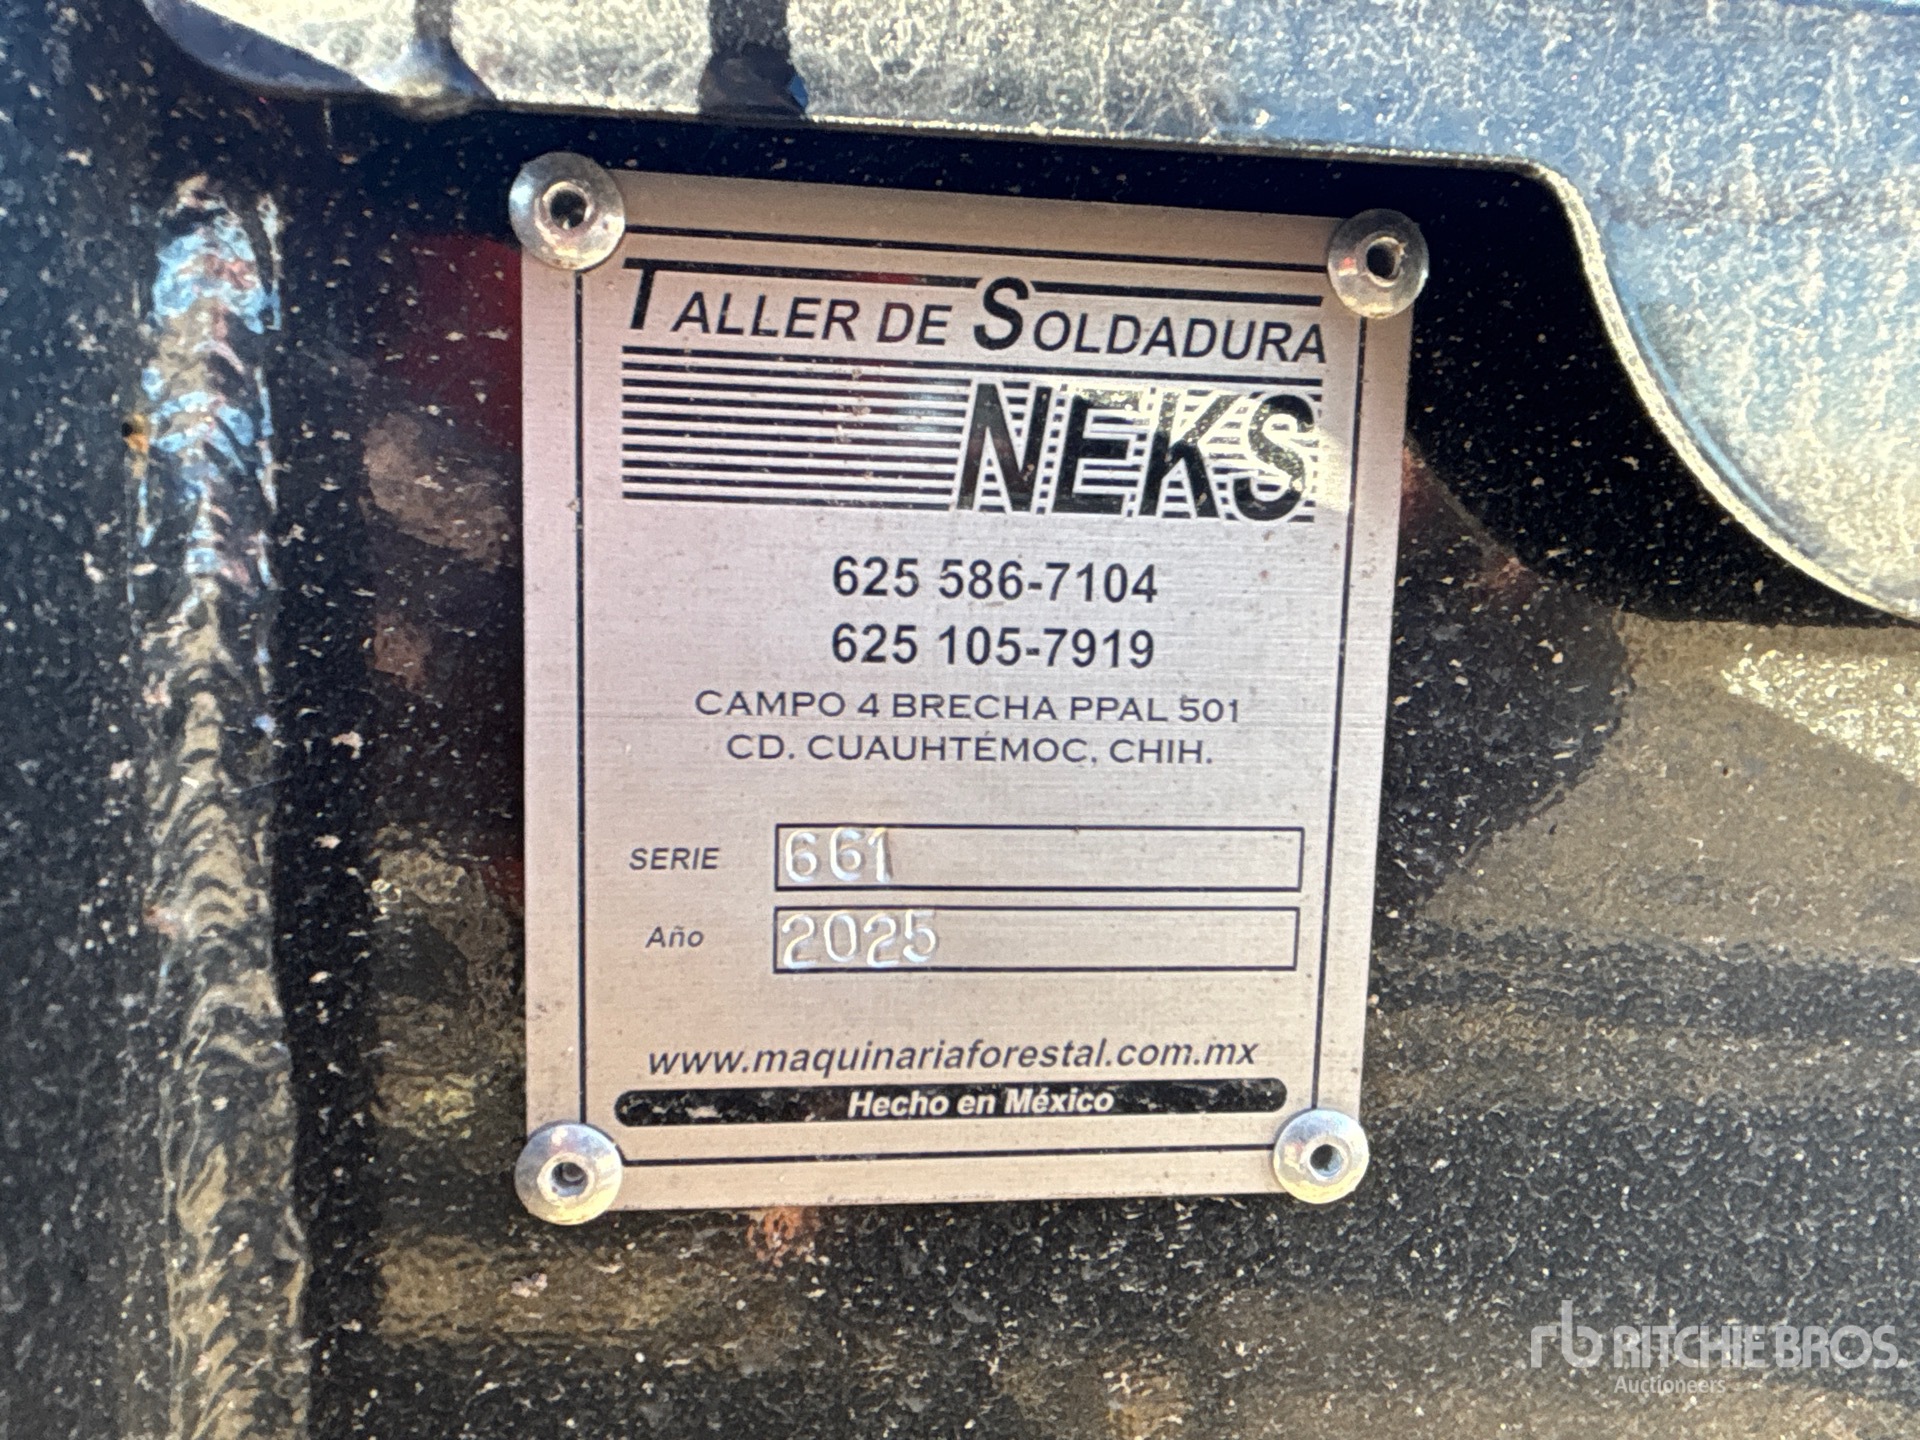 TALLER DE SOLDADURA
NEKS
625 586-7104
625 105-7919
CAMPO 4 BRECHA PPAL 501
CD. CUAUHTÉMOC, CHIH.
SERIE 661
Año 2025
www.maquinariaforestal.com.mx
Hecho en México
rb RITCHIE BROS.
Auctioneers